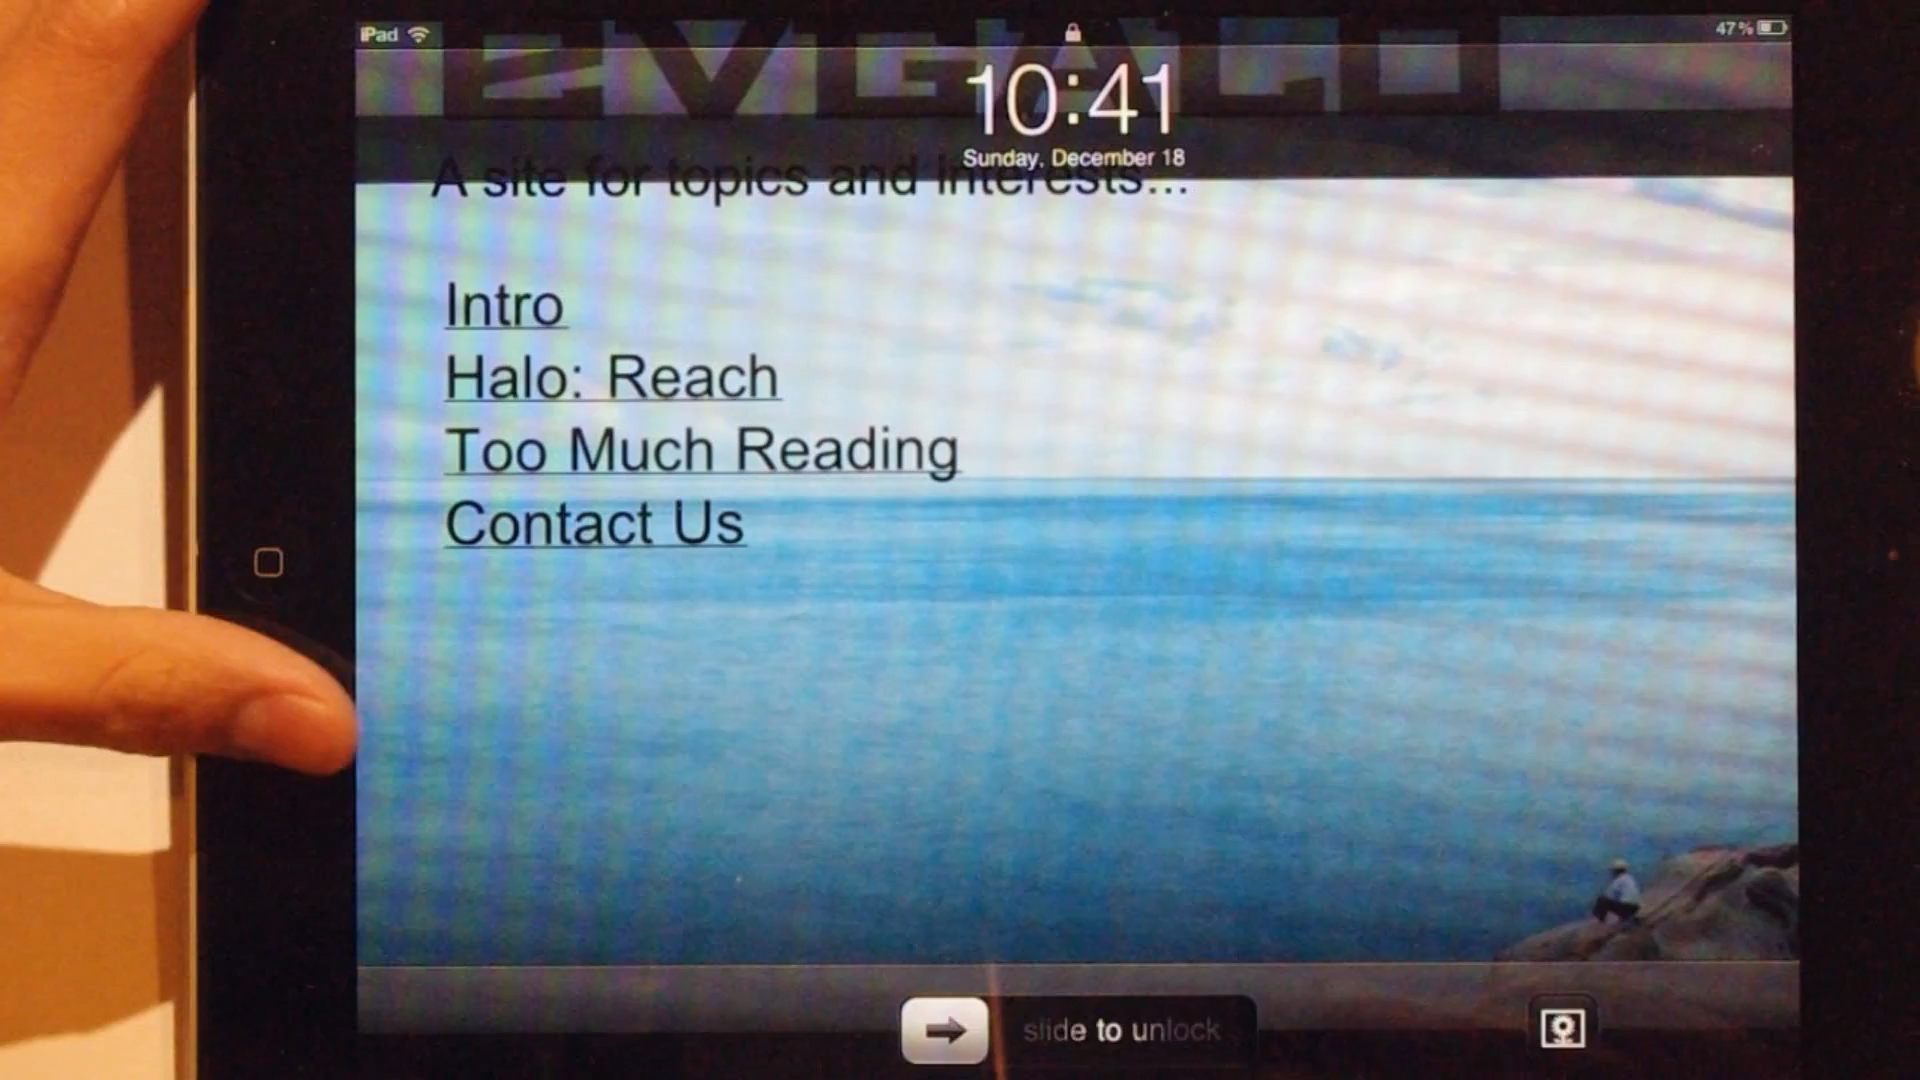 iPad
47%
10:41
Sunday, December 18
A site for topics and interests...
Intro
Halo: Reach
Too Much Reading
Contact Us
slide to unlock